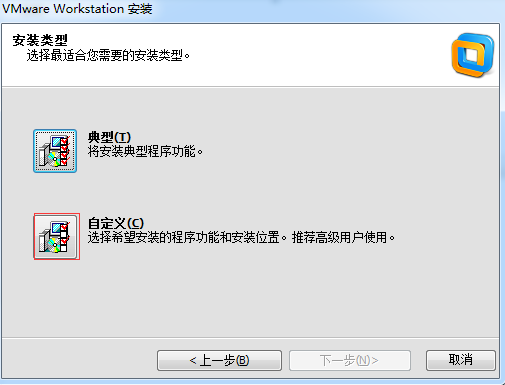 VMware Workstation 安装
安装类型
选择最适合您需要的安装类型。
典型(T)
将安装典型程序功能。
自定义(C)
选择希望安装的程序功能和安装位置。推荐高级用户使用。
< 上一步(B)
下一步(N)>
取消